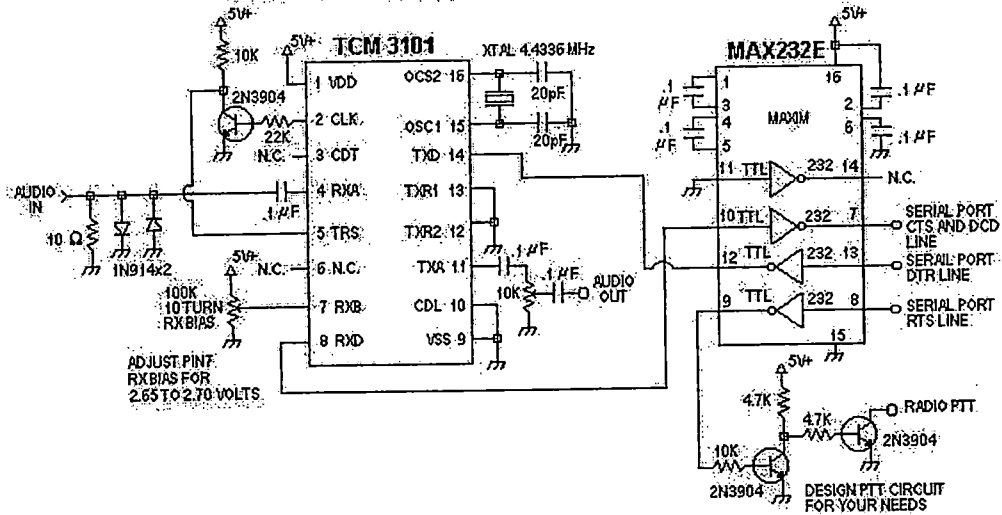 5V+
10K
2N3904
22K
N.C.
5V+
TCM 3101
1 VDD
2 CLK
3 CDT
4 RXA
5 TRS
6 N.C.
7 RXB
8 RXD
OCS2 16
OSC1 15
TXD 14
TXR1 13
TXR2 12
TXA 11
CDL 10
VSS 9
XTAL 4.4336 MHz
20pF
20pF
AUDIO
IN
10 Ω
1N914x2
.1 µF
N.C.
5V+
100K
10 TURN
RX BIAS
ADJUST PIN7
RX BIAS FOR
2.65 TO 2.70 VOLTS
.1 µF
10K
.1 µF
AUDIO
OUT
MAX232E
MAXIM
5V+
16
1
3
4
5
2
6
.1
µF
.1
µF
.1 µF
.1 µF
11 TTL 232 14
N.C.
10 TTL 232 7
SERIAL PORT
CTS AND DCD
LINE
12 TTL 232 13
SERAIL PORT
DTR LINE
9 TTL 232 8
SERIAL PORT
RTS LINE
15
5V+
4.7K
4.7K
RADIO PTT
2N3904
10K
2N3904
DESIGN PTT CIRCUIT
FOR YOUR NEEDS